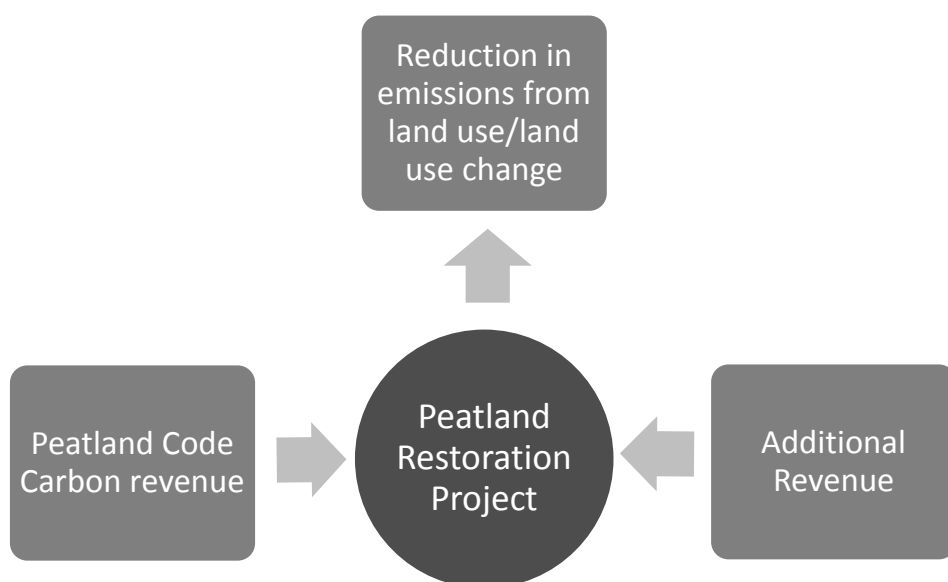 Reduction in
emissions from
land use/land
use change
Peatland Code
Carbon revenue
Peatland
Restoration
Project
Additional
Revenue